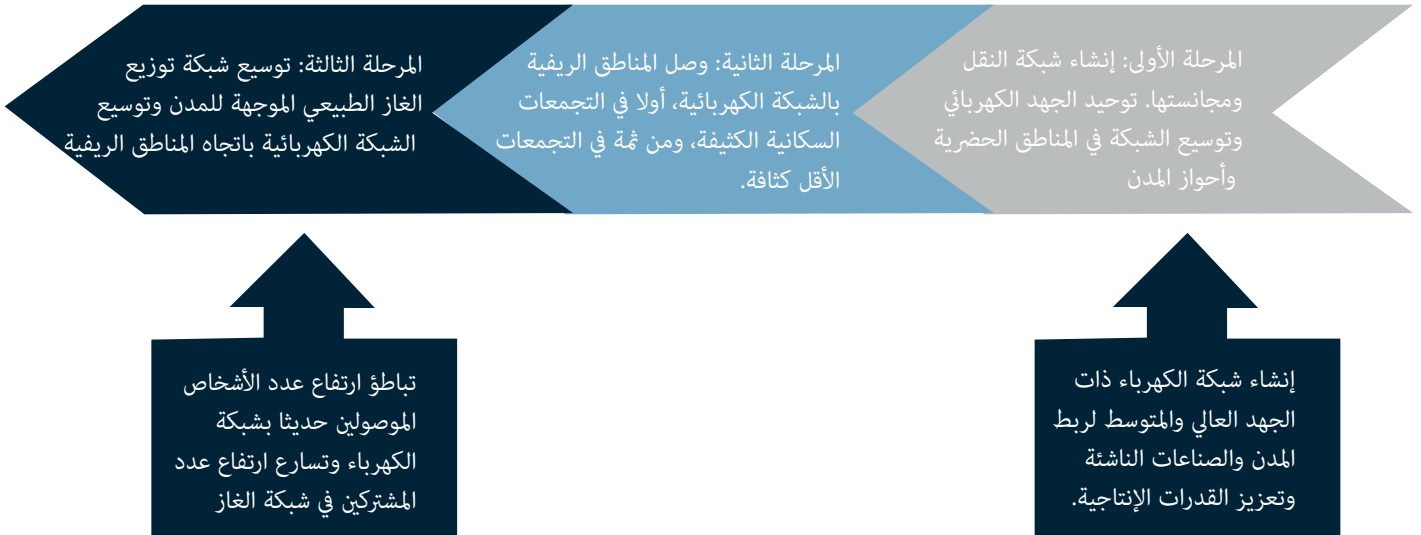 المرحلة الأولى: إنشاء شبكة النقل
ومجانستها. توحيد الجهد الكهربائي
وتوسيع الشبكة في المناطق الحضرية
وأحواز المدن
المرحلة الثانية: وصل المناطق الريفية
بالشبكة الكهربائية، أولا في التجمعات
السكانية الكثيفة، ومن ثمة في التجمعات
الأقل كثافة.
المرحلة الثالثة: توسيع شبكة توزيع
الغاز الطبيعي الموجهة للمدن وتوسيع
الشبكة الكهربائية باتجاه المناطق الريفية
إنشاء شبكة الكهرباء ذات
الجهد العالي والمتوسط لربط
المدن والصناعات الناشئة
وتعزيز القدرات الإنتاجية.
تباطؤ ارتفاع عدد الأشخاص
الموصولين حديثا بشبكة
الكهرباء وتسارع ارتفاع عدد
المشتركين في شبكة الغاز